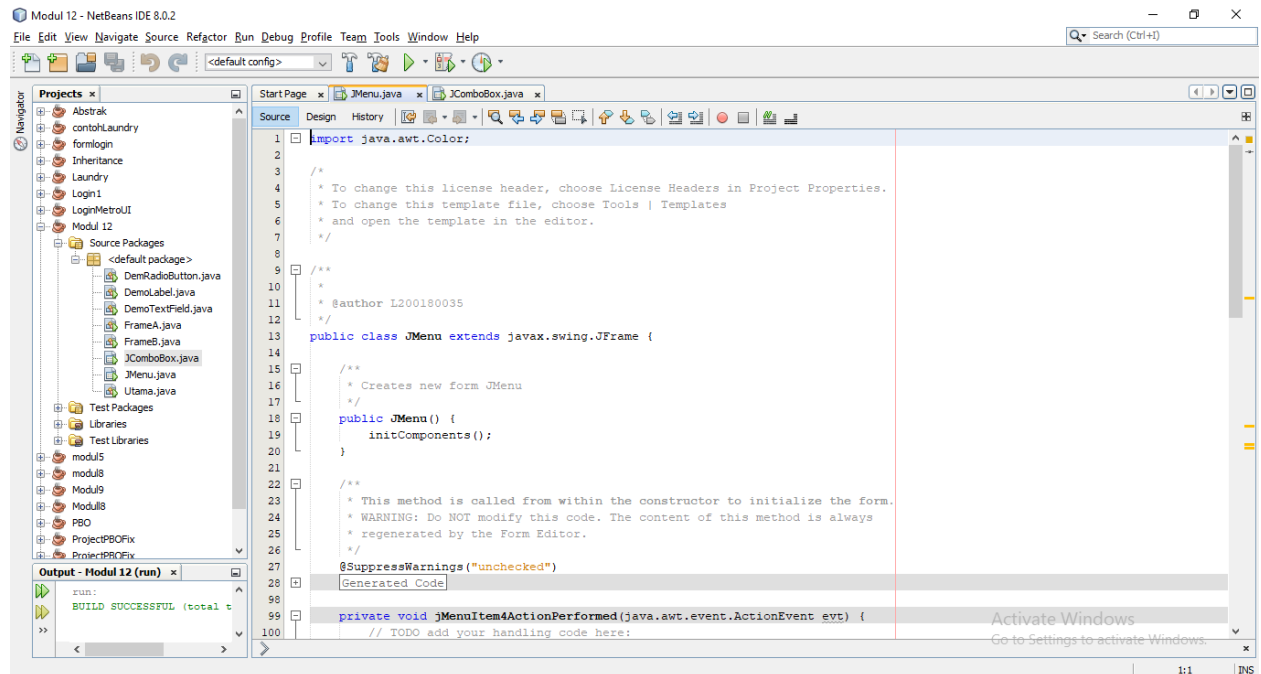 Modul 12 - NetBeans IDE 8.0.2
File Edit View Navigate Source Refactor Run Debug Profile Team Tools Window Help
Search (Ctrl+I)
<default config>
Navigator
Projects
Abstrak
contohLaundry
formlogin
Inheritance
Laundry
Login1
LoginMetroUI
Modul 12
Source Packages
<default package>
DemRadioButton.java
DemoLabel.java
DemoTextField.java
FrameA.java
FrameB.java
JComboBox.java
JMenu.java
Utama.java
Test Packages
Libraries
Test Libraries
modul5
modul8
Modul9
Modull8
PBO
ProjectPBOFix
ProjectPBOFix
Output - Modul 12 (run)
run:
BUILD SUCCESSFUL (total t
Start Page JMenu.java JComboBox.java
Source Design History
1 import java.awt.Color;
2
3 /*
4 * To change this license header, choose License Headers in Project Properties.
5 * To change this template file, choose Tools | Templates
6 * and open the template in the editor.
7 */
8
9 /**
10 *
11 * @author L200180035
12 */
13 public class JMenu extends javax.swing.JFrame {
14
15 /**
16 * Creates new form JMenu
17 */
18 public JMenu() {
19 initComponents();
20 }
21
22 /**
23 * This method is called from within the constructor to initialize the form.
24 * WARNING: Do NOT modify this code. The content of this method is always
25 * regenerated by the Form Editor.
26 */
27 @SuppressWarnings("unchecked")
28 Generated Code
98
99 private void jMenuItem4ActionPerformed(java.awt.event.ActionEvent evt) {
100 // TODO add your handling code here:
Activate Windows
Go to Settings to activate Windows.
1:1 INS